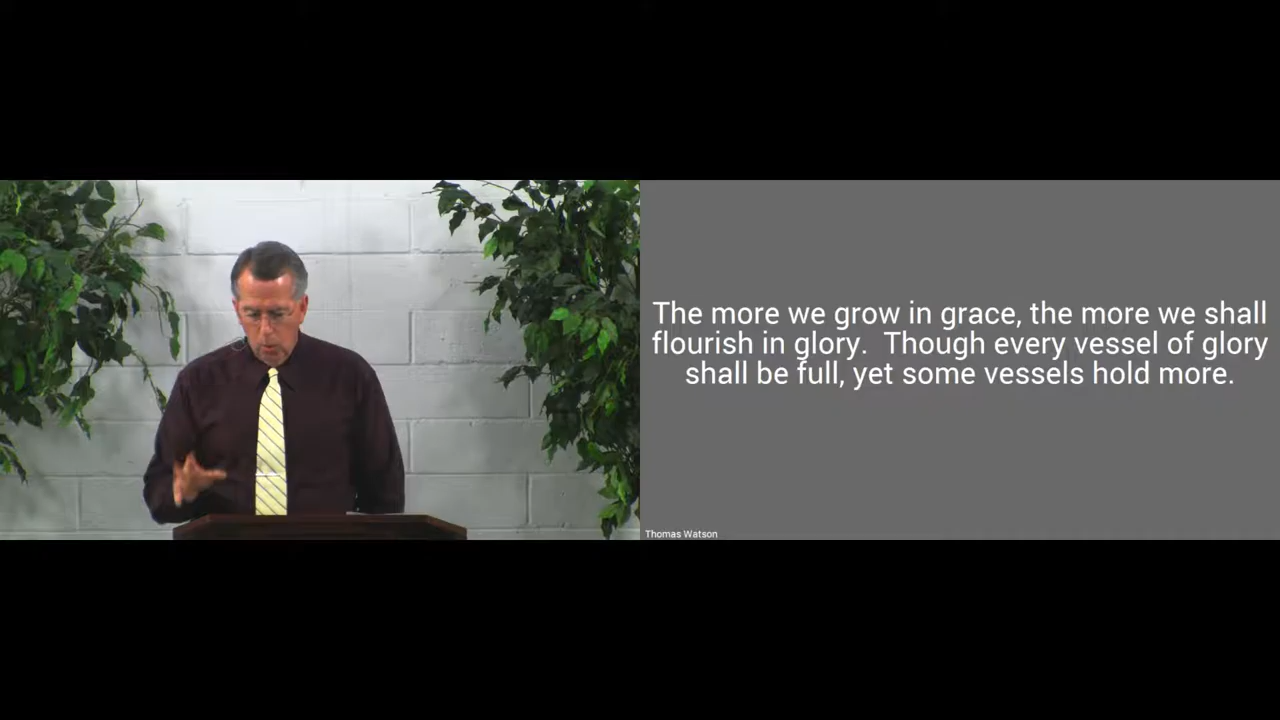 The more we grow in grace, the more we shall
flourish in glory.  Though every vessel of glory
shall be full, yet some vessels hold more.
Thomas Watson